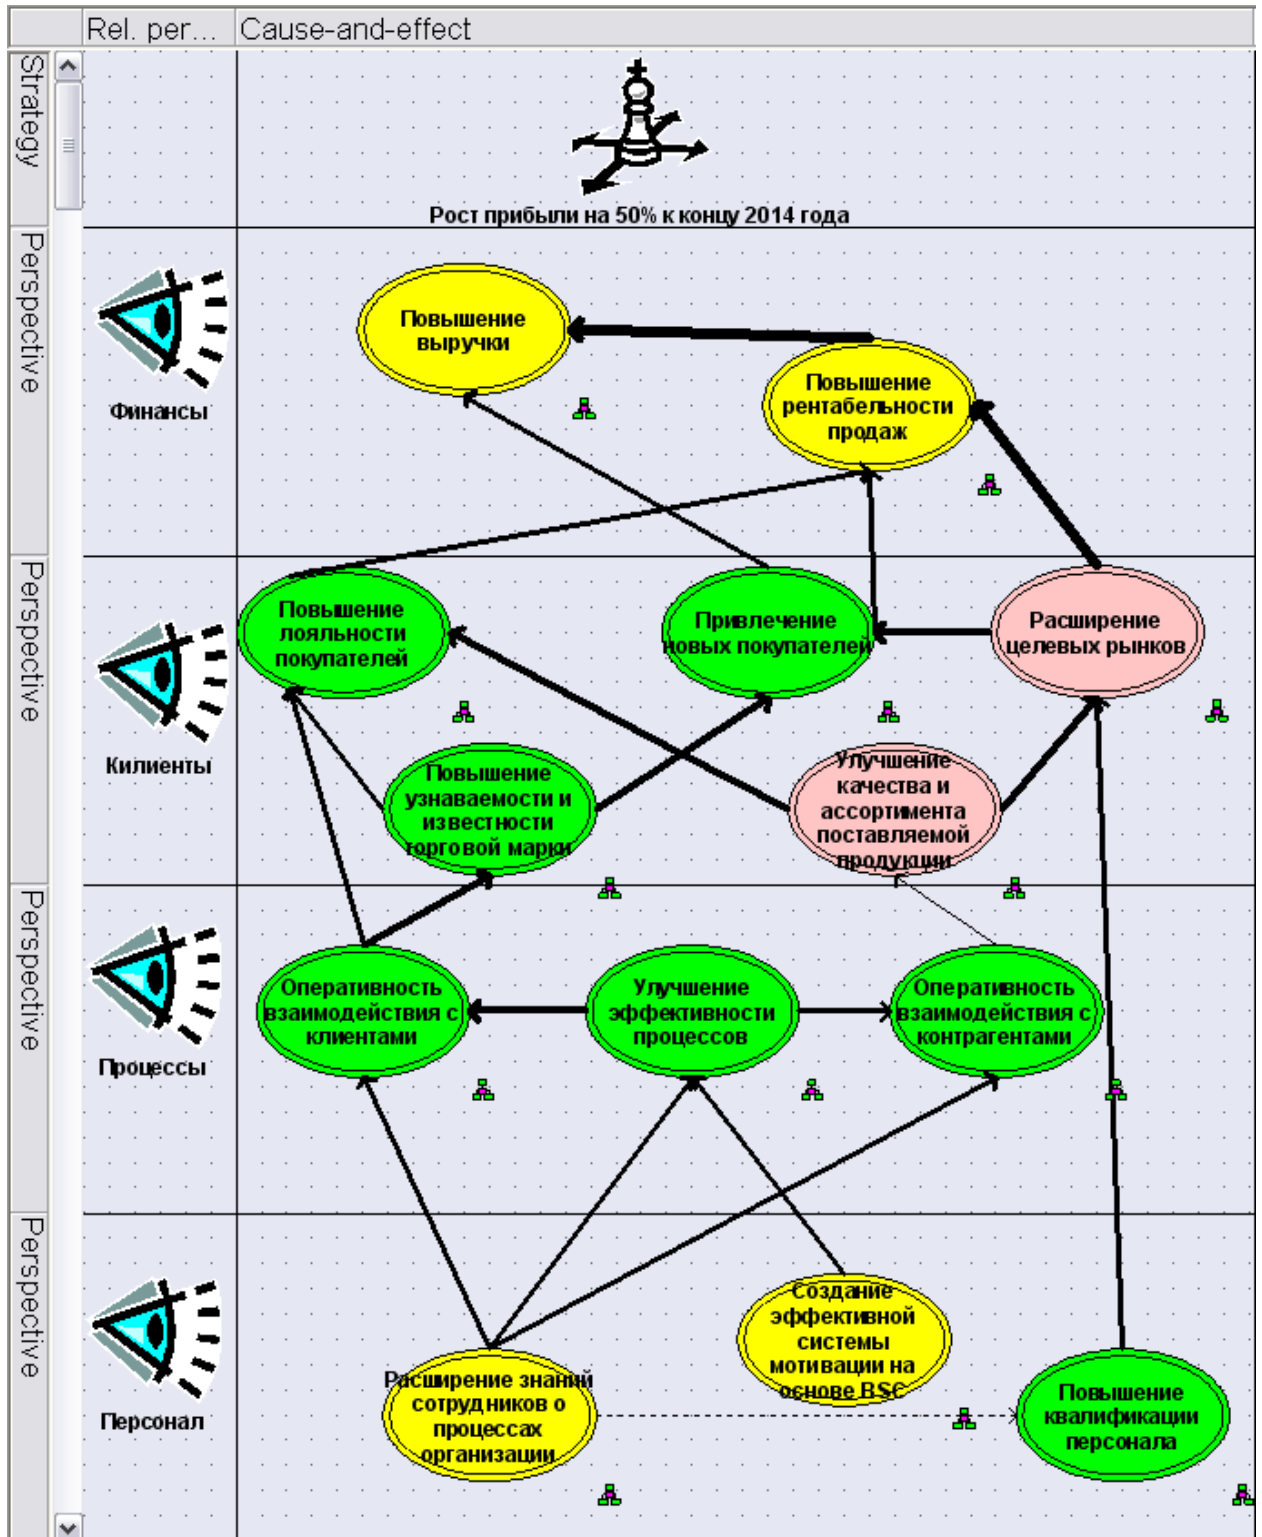 Rel. per...
Cause-and-effect
Strategy
Рост прибыли на 50% к концу 2014 года
Perspective
Финансы
Повышение
выручки
Повышение
рентабельности
продаж
Perspective
Килиенты
Повышение
лояльности
покупателей
Привлечение
новых покупателей
Расширение
целевых рынков
Повышение
узнаваемости и
известности
торговой марки
Улучшение
качества и
ассортимента
поставляемой
продукции
Perspective
Процессы
Оперативность
взаимодействия с
клиентами
Улучшение
эффективности
процессов
Оперативность
взаимодействия с
контрагентами
Perspective
Персонал
Расширение знаний
сотрудников о
процессах
организации
Создание
эффективной
системы
мотивации на
основе BSC
Повышение
квалификации
персонала